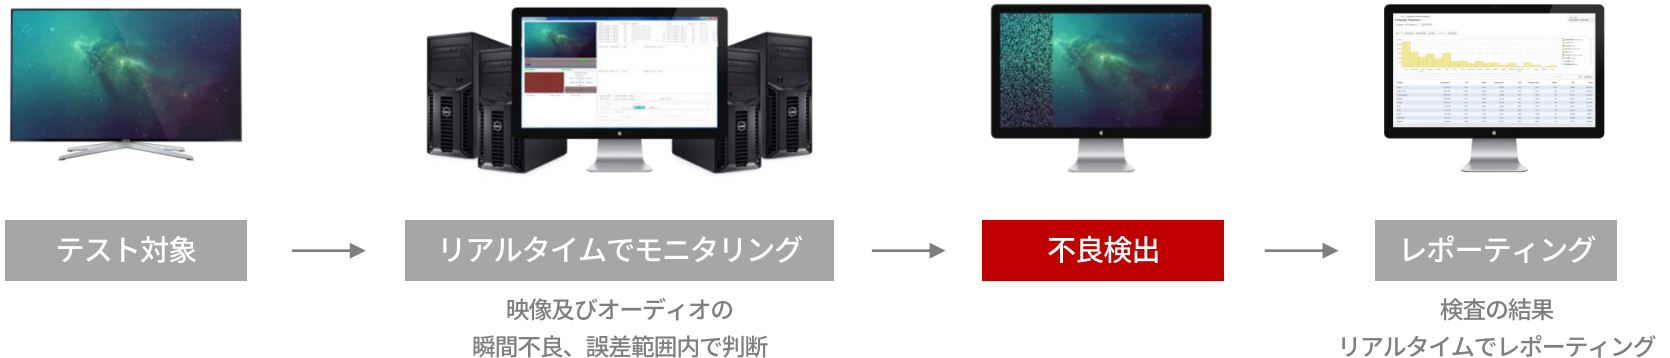 テスト対象
リアルタイムでモニタリング
不良検出
レポーティング
映像及びオーディオの
瞬間不良、誤差範囲内で判断
検査の結果
リアルタイムでレポーティング